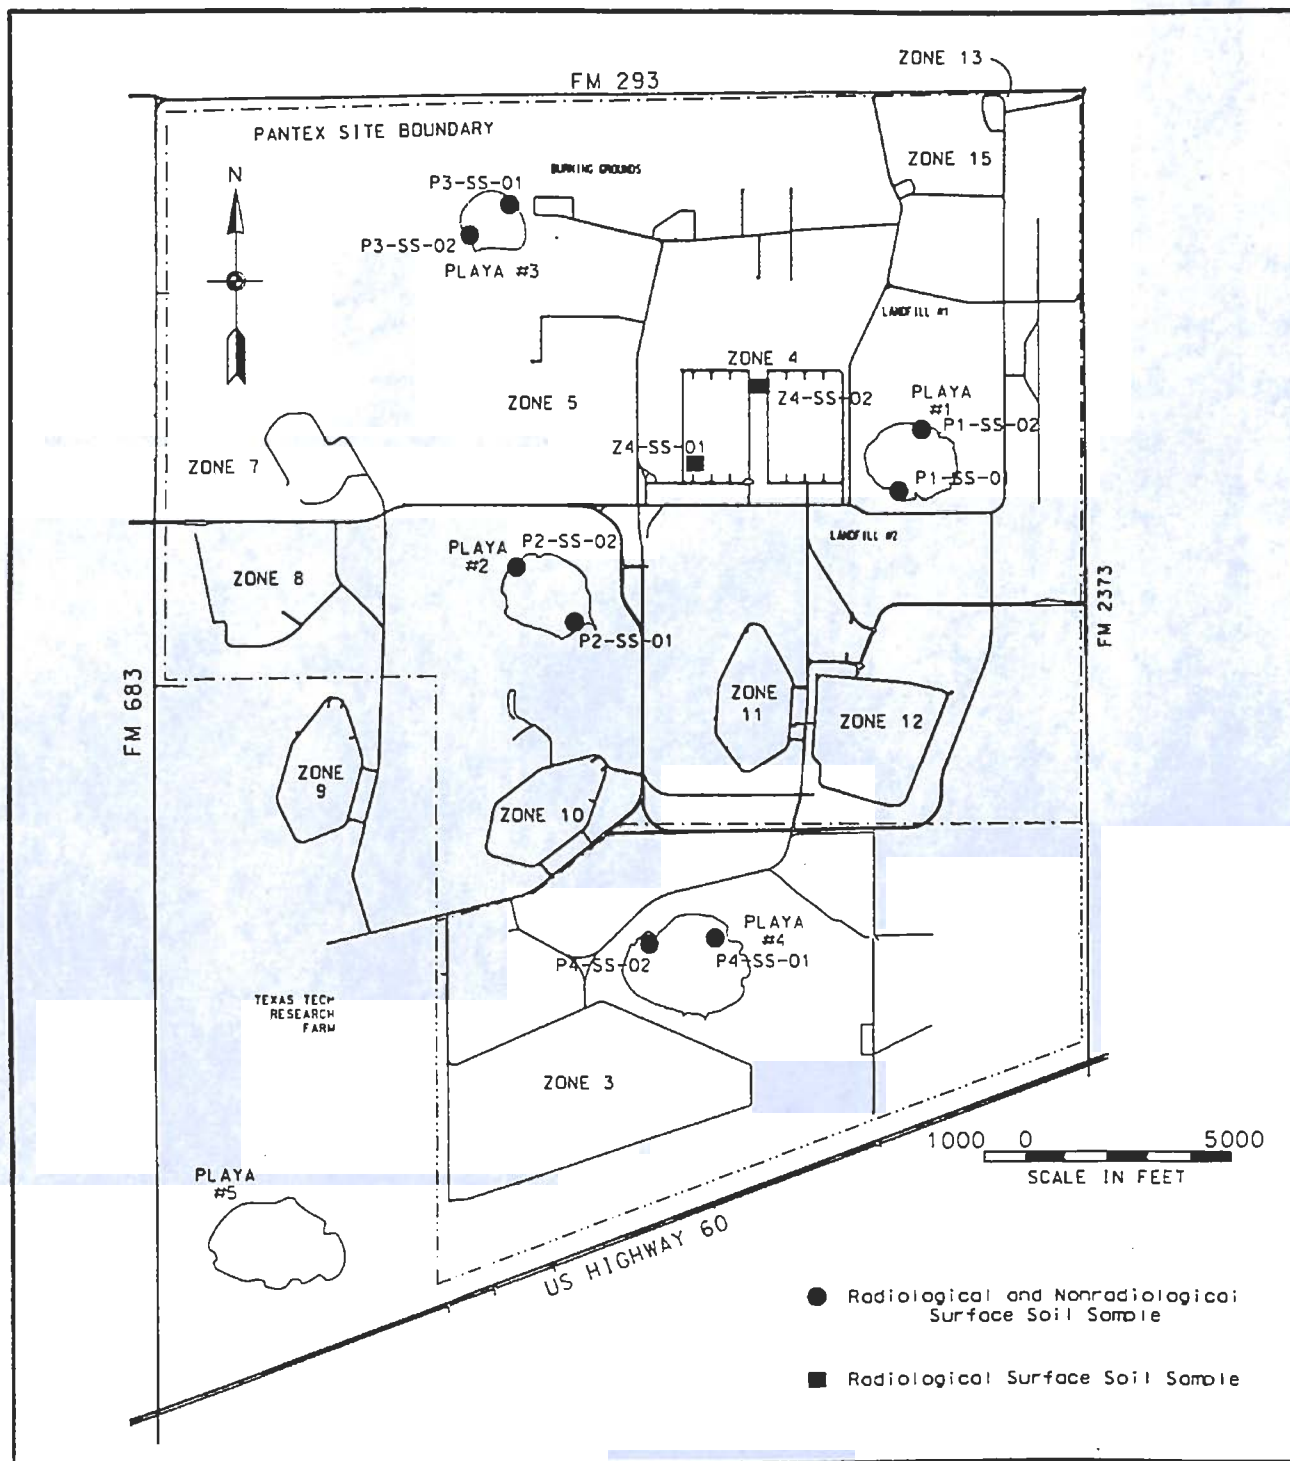 ZONE 13
FM 293
PANTEX SITE BOUNDARY
ZONE 15
BURNING GROUNDS
N
P3-SS-01
P3-SS-02
PLAYA #3
LANDFILL #1
ZONE 4
ZONE 5
Z4-SS-02
PLAYA
#1
P1-SS-02
Z4-SS-01
ZONE 7
P1-SS-01
LANDFILL #2
PLAYA
#2
P2-SS-02
ZONE 8
FM 2373
P2-SS-01
FM 683
ZONE
11
ZONE 12
ZONE
9
ZONE 10
PLAYA
#4
P4-SS-02
P4-SS-01
TEXAS TECH
RESEARCH
FARM
ZONE 3
1000 0 5000
SCALE IN FEET
PLAYA
#5
US HIGHWAY 60
Radiological and Nonradiological
Surface Soil Sample
Radiological Surface Soil Sample